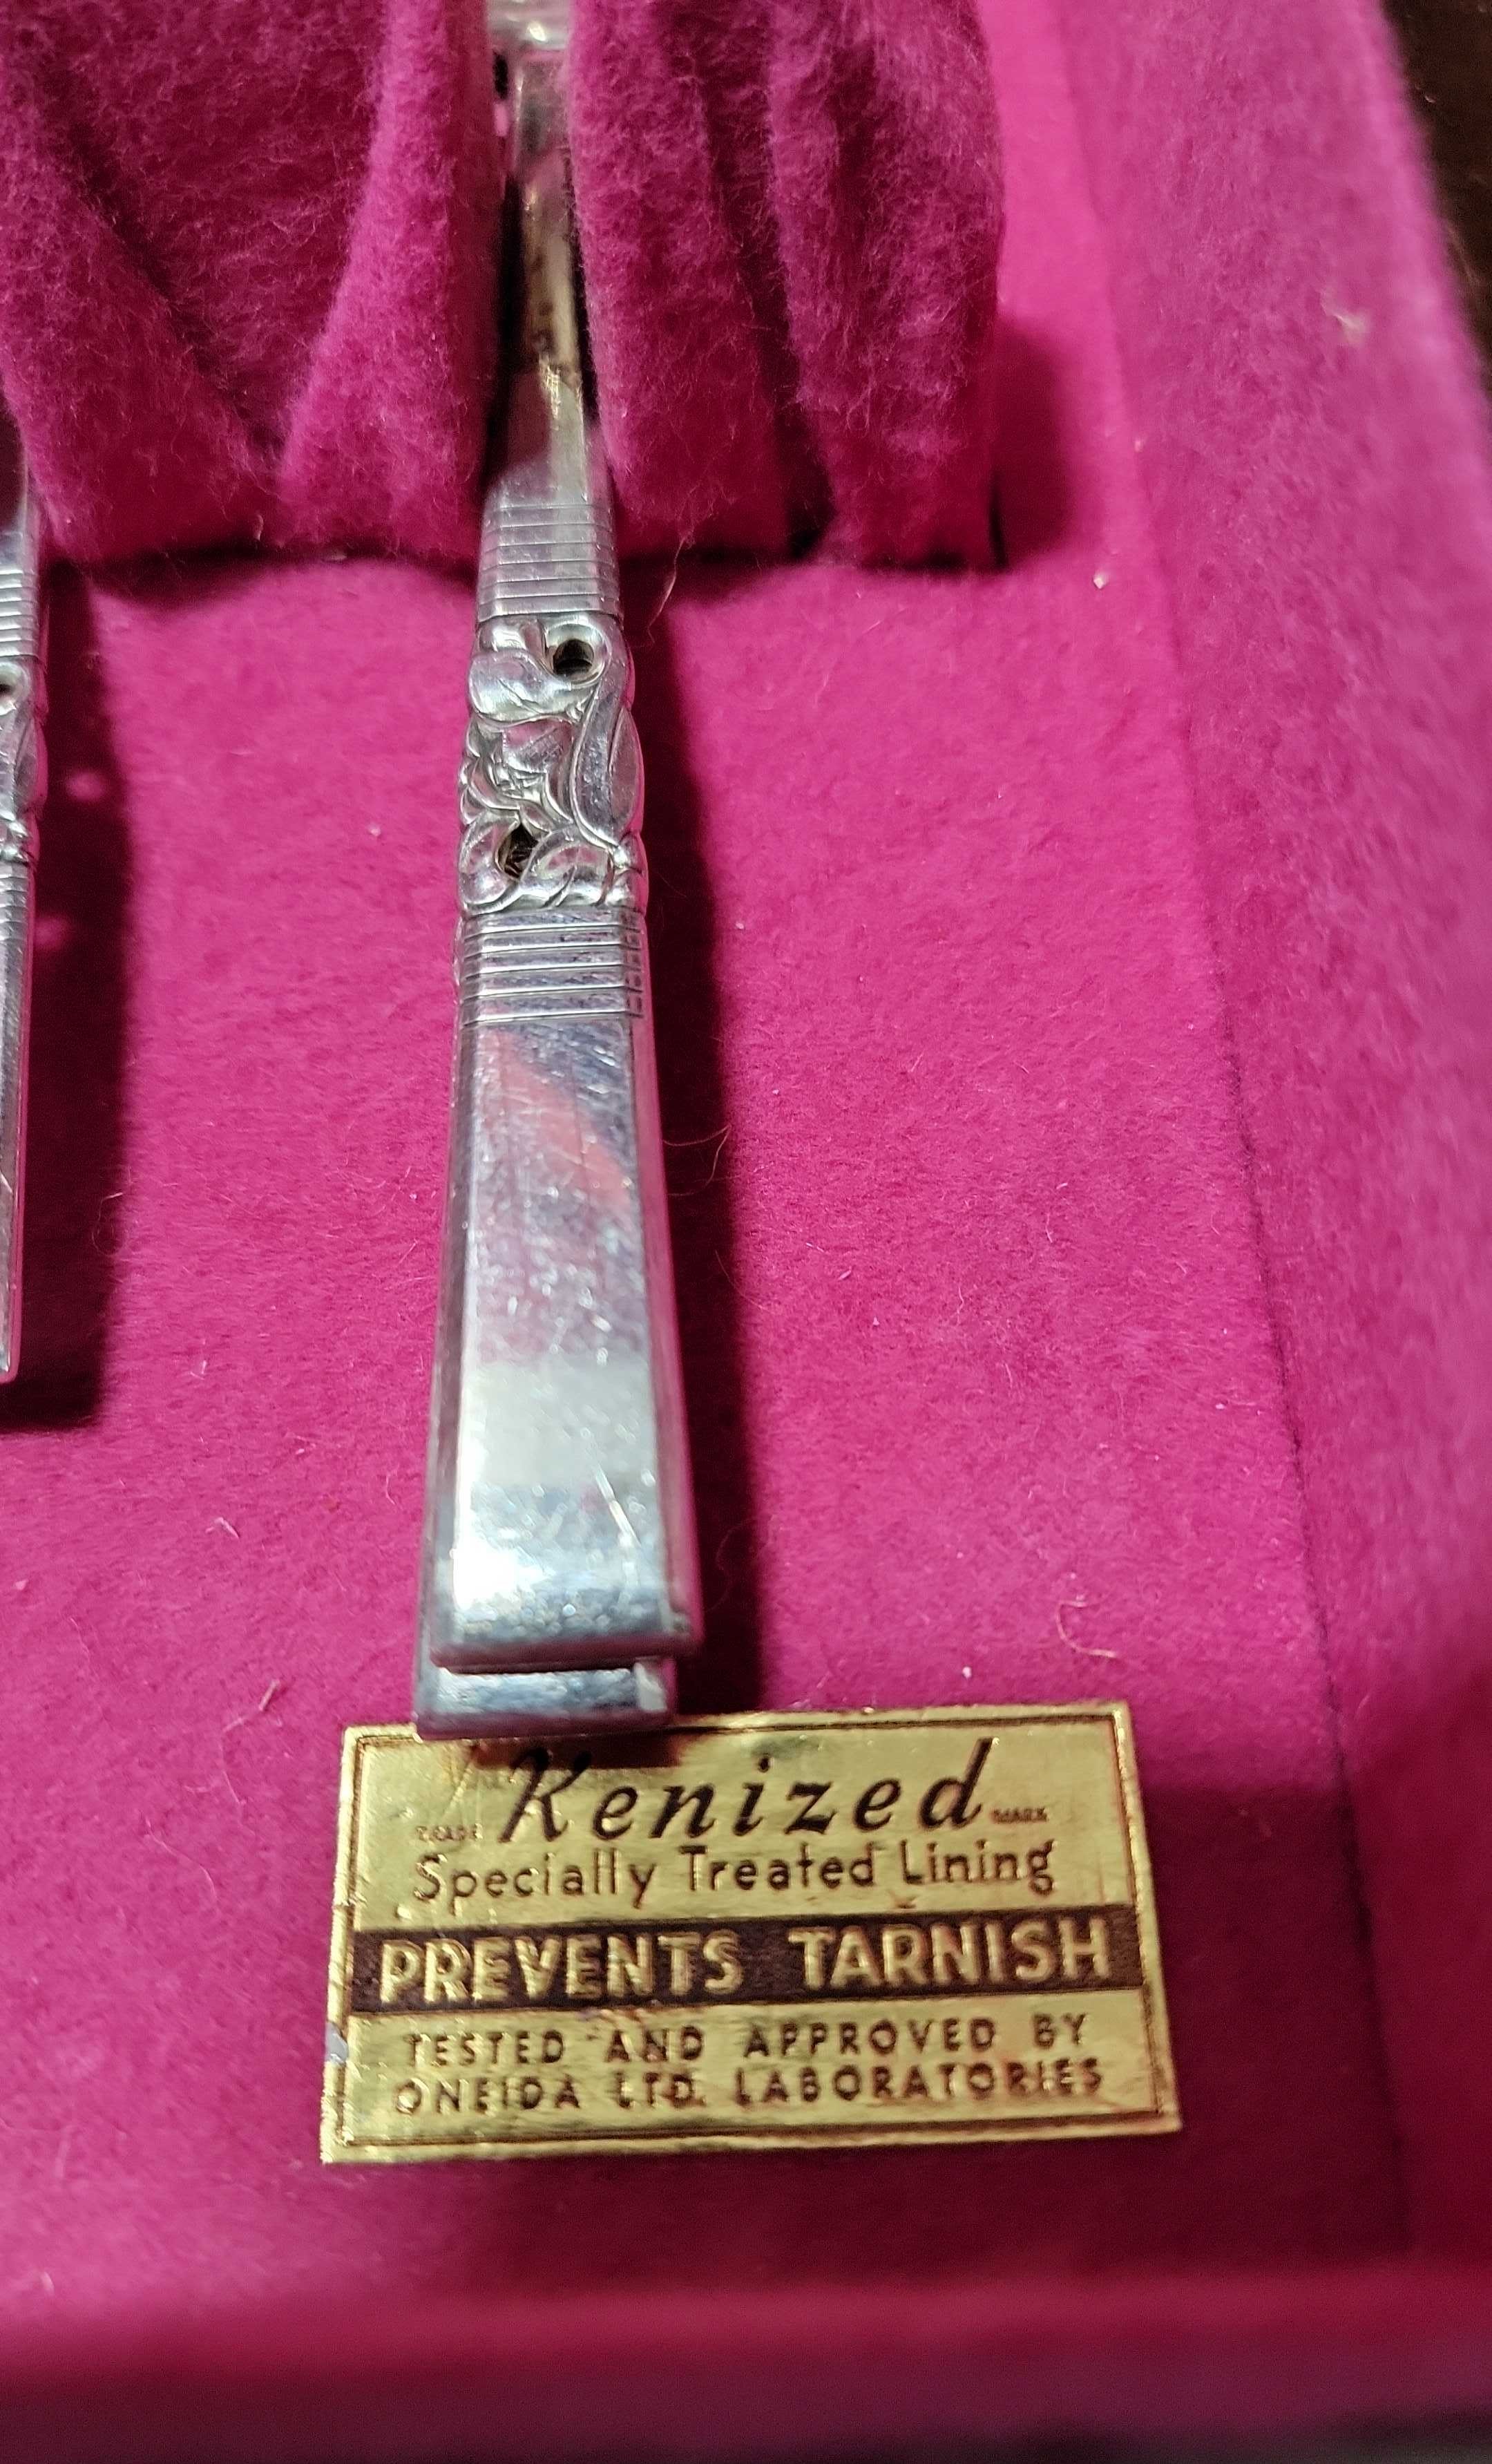 Kenized
TRADE MARK
Specially Treated Lining
PREVENTS TARNISH
TESTED AND APPROVED BY
ONEIDA LTD. LABORATORIES